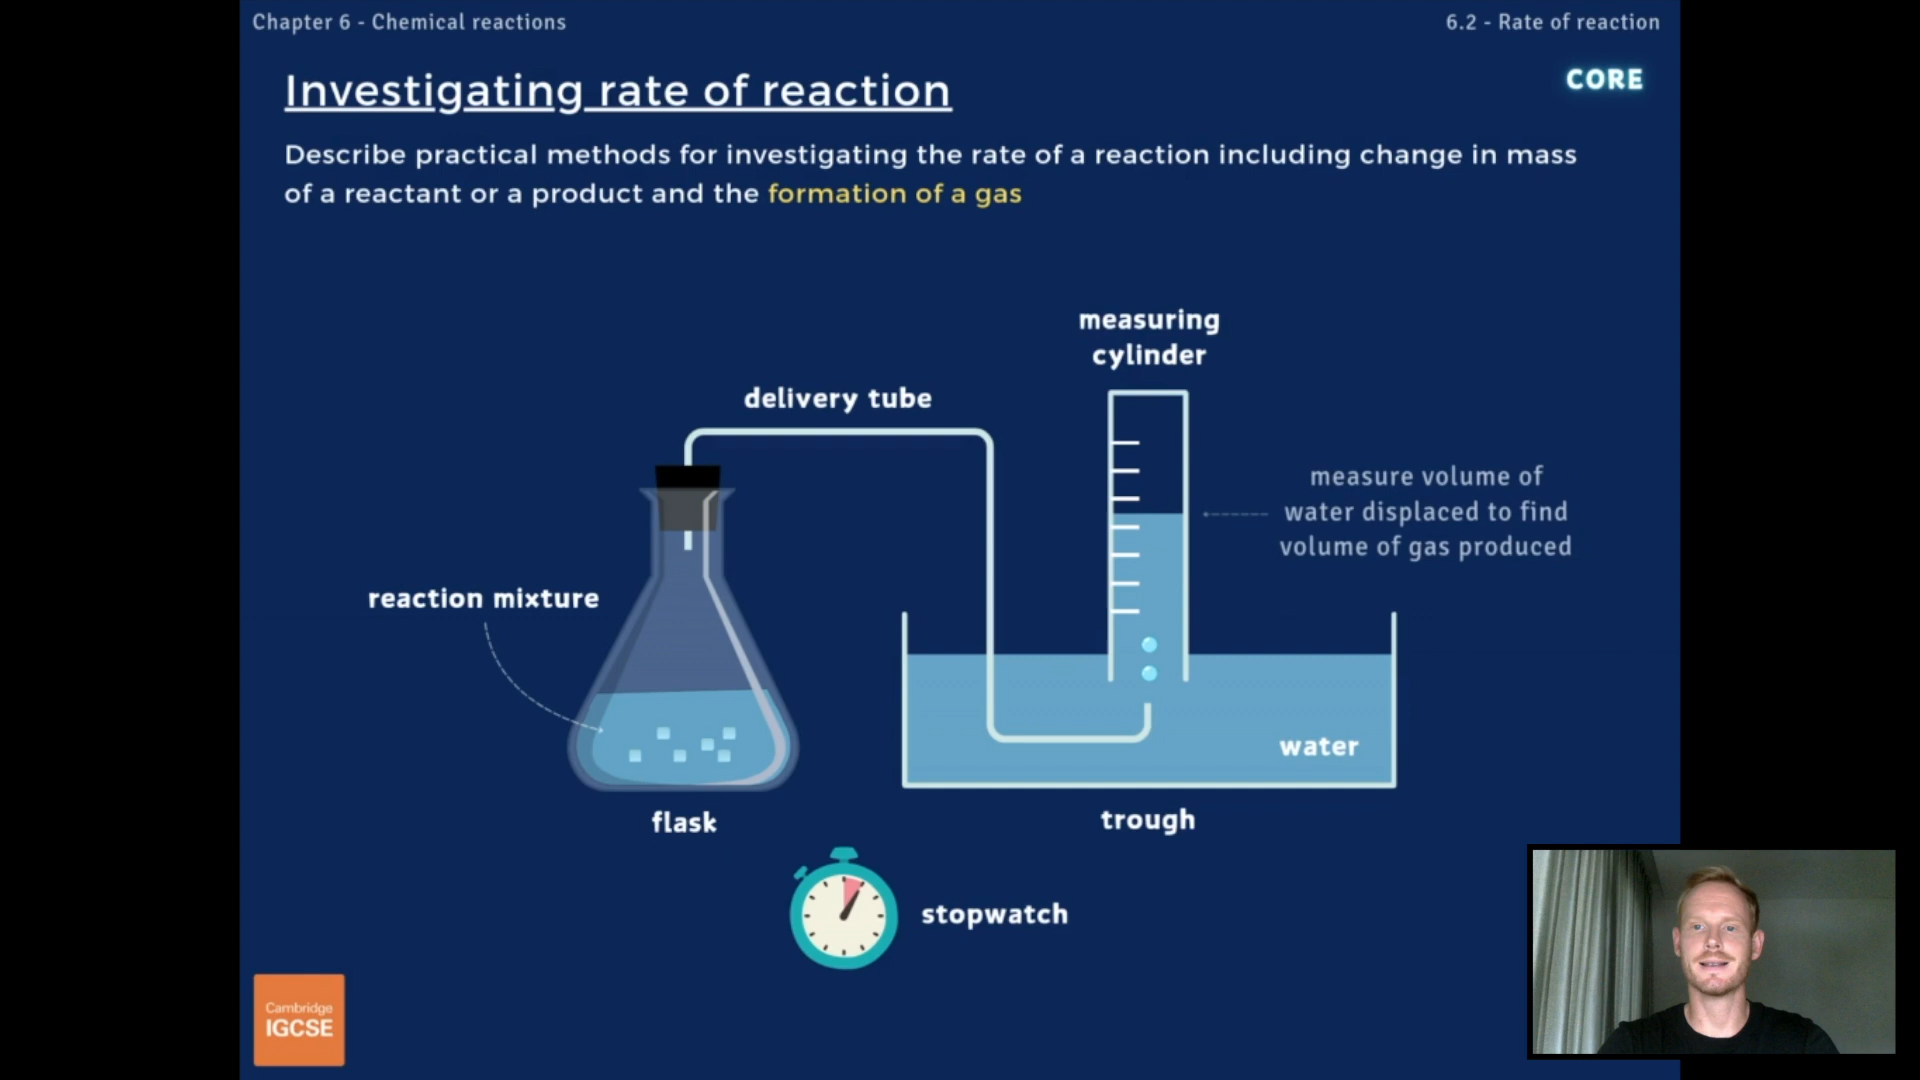 Chapter 6 - Chemical reactions
6.2 - Rate of reaction
Investigating rate of reaction
CORE
Describe practical methods for investigating the rate of a reaction including change in mass
of a reactant or a product and the formation of a gas
measuring
cylinder
delivery tube
measure volume of
water displaced to find
volume of gas produced
reaction mixture
water
flask
trough
stopwatch
Cambridge
IGCSE